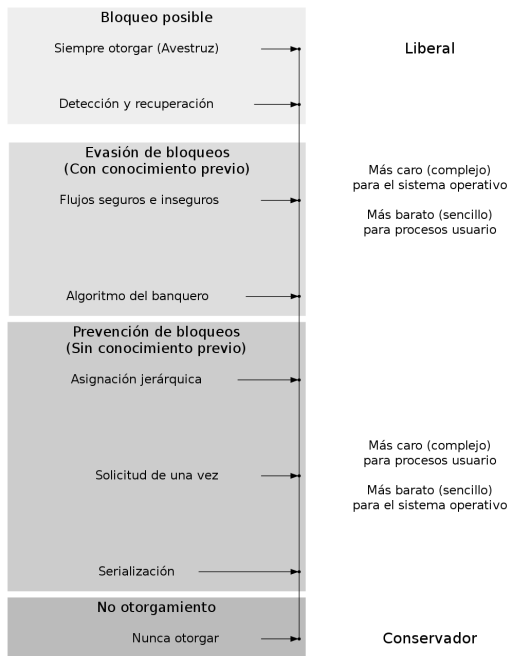 Bloqueo posible
Siempre otorgar (Avestruz)
Liberal
Detección y recuperación
Evasión de bloqueos
(Con conocimiento previo)
Más caro (complejo)
para el sistema operativo
Flujos seguros e inseguros
Más barato (sencillo)
para procesos usuario
Algoritmo del banquero
Prevención de bloqueos
(Sin conocimiento previo)
Asignación jerárquica
Más caro (complejo)
para procesos usuario
Solicitud de una vez
Más barato (sencillo)
para el sistema operativo
Serialización
No otorgamiento
Nunca otorgar
Conservador